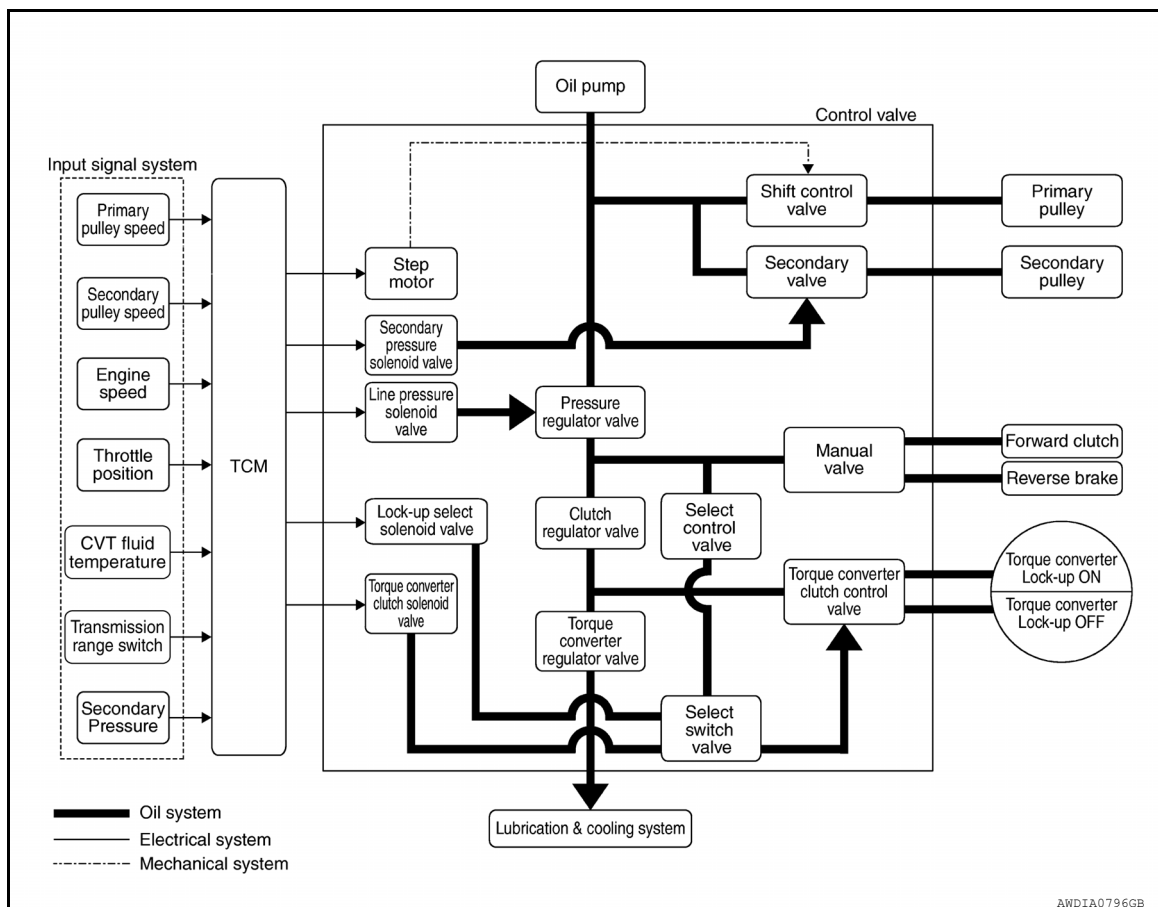 Oil pump
Control valve
Input signal system
Primary
pulley speed
Secondary
pulley speed
Engine
speed
Throttle
position
CVT fluid
temperature
Transmission
range switch
Secondary
Pressure
TCM
Step
motor
Secondary
pressure
solenoid valve
Line pressure
solenoid
valve
Lock-up select
solenoid valve
Torque converter
clutch solenoid
valve
Pressure
regulator valve
Clutch
regulator valve
Torque
converter
regulator valve
Shift control
valve
Secondary
valve
Manual
valve
Select
control
valve
Torque converter
clutch control
valve
Select
switch
valve
Primary
pulley
Secondary
pulley
Forward clutch
Reverse brake
Torque converter
Lock-up ON
Torque converter
Lock-up OFF
Lubrication & cooling system
Oil system
Electrical system
Mechanical system
AWDIA0796GB